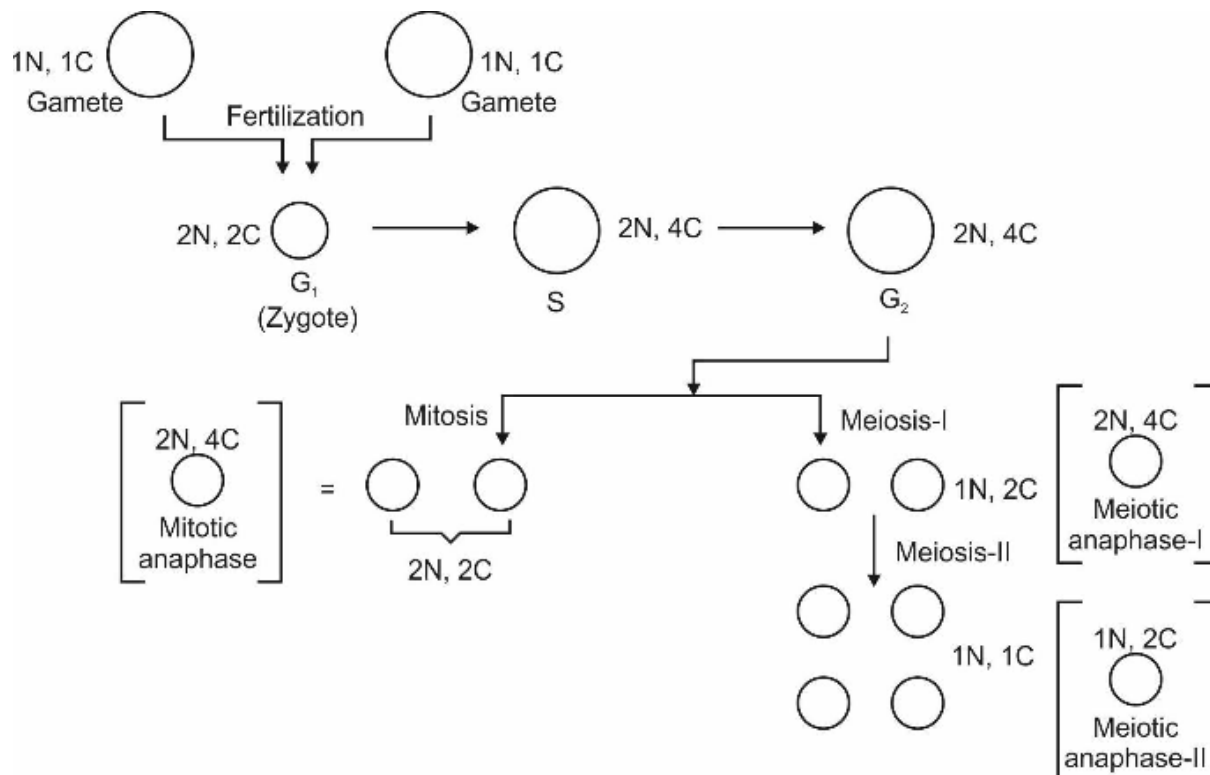 1N, 1C
Gamete
1N, 1C
Gamete
Fertilization
2N, 2C
G₁
(Zygote)
2N, 4C
S
2N, 4C
G₂
Mitosis
Meiosis-I
2N, 4C
Mitotic
anaphase
=
2N, 2C
1N, 2C
2N, 4C
Meiotic
anaphase-I
Meiosis-II
1N, 1C
1N, 2C
Meiotic
anaphase-II